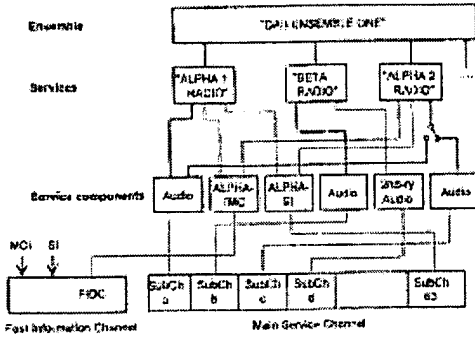 Ensemble
"DAB ENSEMBLE ONE"
Services
"ALPHA 1 RADIO"
"BETA RADIO"
"ALPHA 2 RADIO"
Service components
Audio
ALPHA-TMC
ALPHA-SI
Audio
Audio
Audio
MCI
SI
FIDC
SubCh a
SubCh b
SubCh c
SubCh d
SubCh 63
Fast Information Channel
Main Service Channel